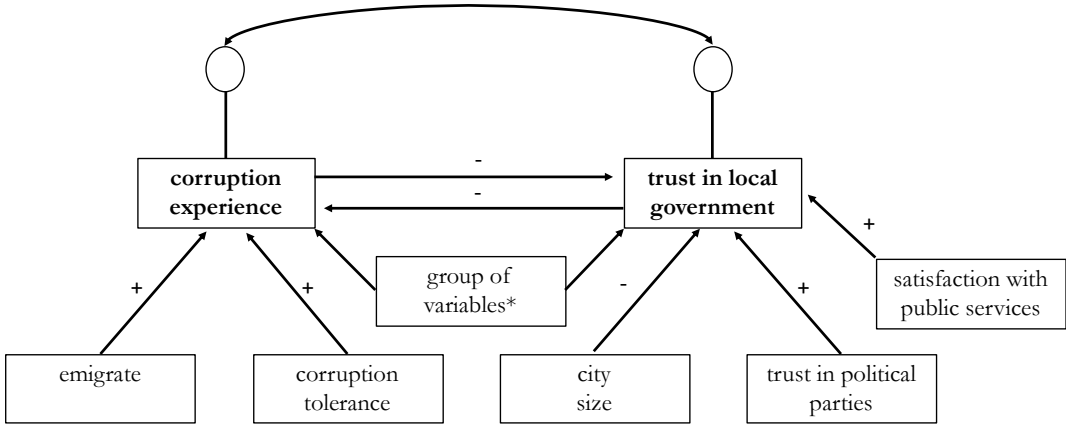 -
corruption
experience
trust in local
government
-
+
group of
variables*
satisfaction with
public services
+
+
-
+
emigrate
corruption
tolerance
city
size
trust in political
parties